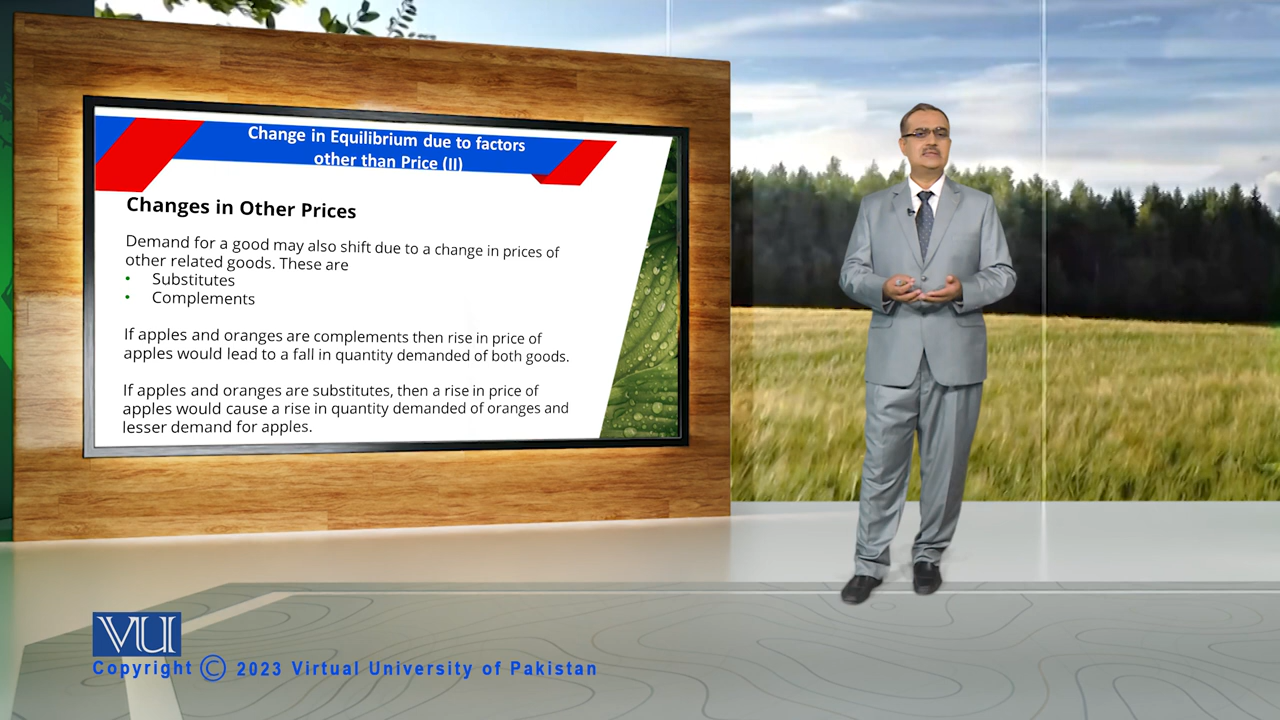 Change in Equilibrium due to factors
other than Price (II)
Changes in Other Prices
Demand for a good may also shift due to a change in prices of
other related goods. These are
• Substitutes
• Complements
If apples and oranges are complements then rise in price of
apples would lead to a fall in quantity demanded of both goods.
If apples and oranges are substitutes, then a rise in price of
apples would cause a rise in quantity demanded of oranges and
lesser demand for apples.
VU
Copyright © 2023 Virtual University of Pakistan